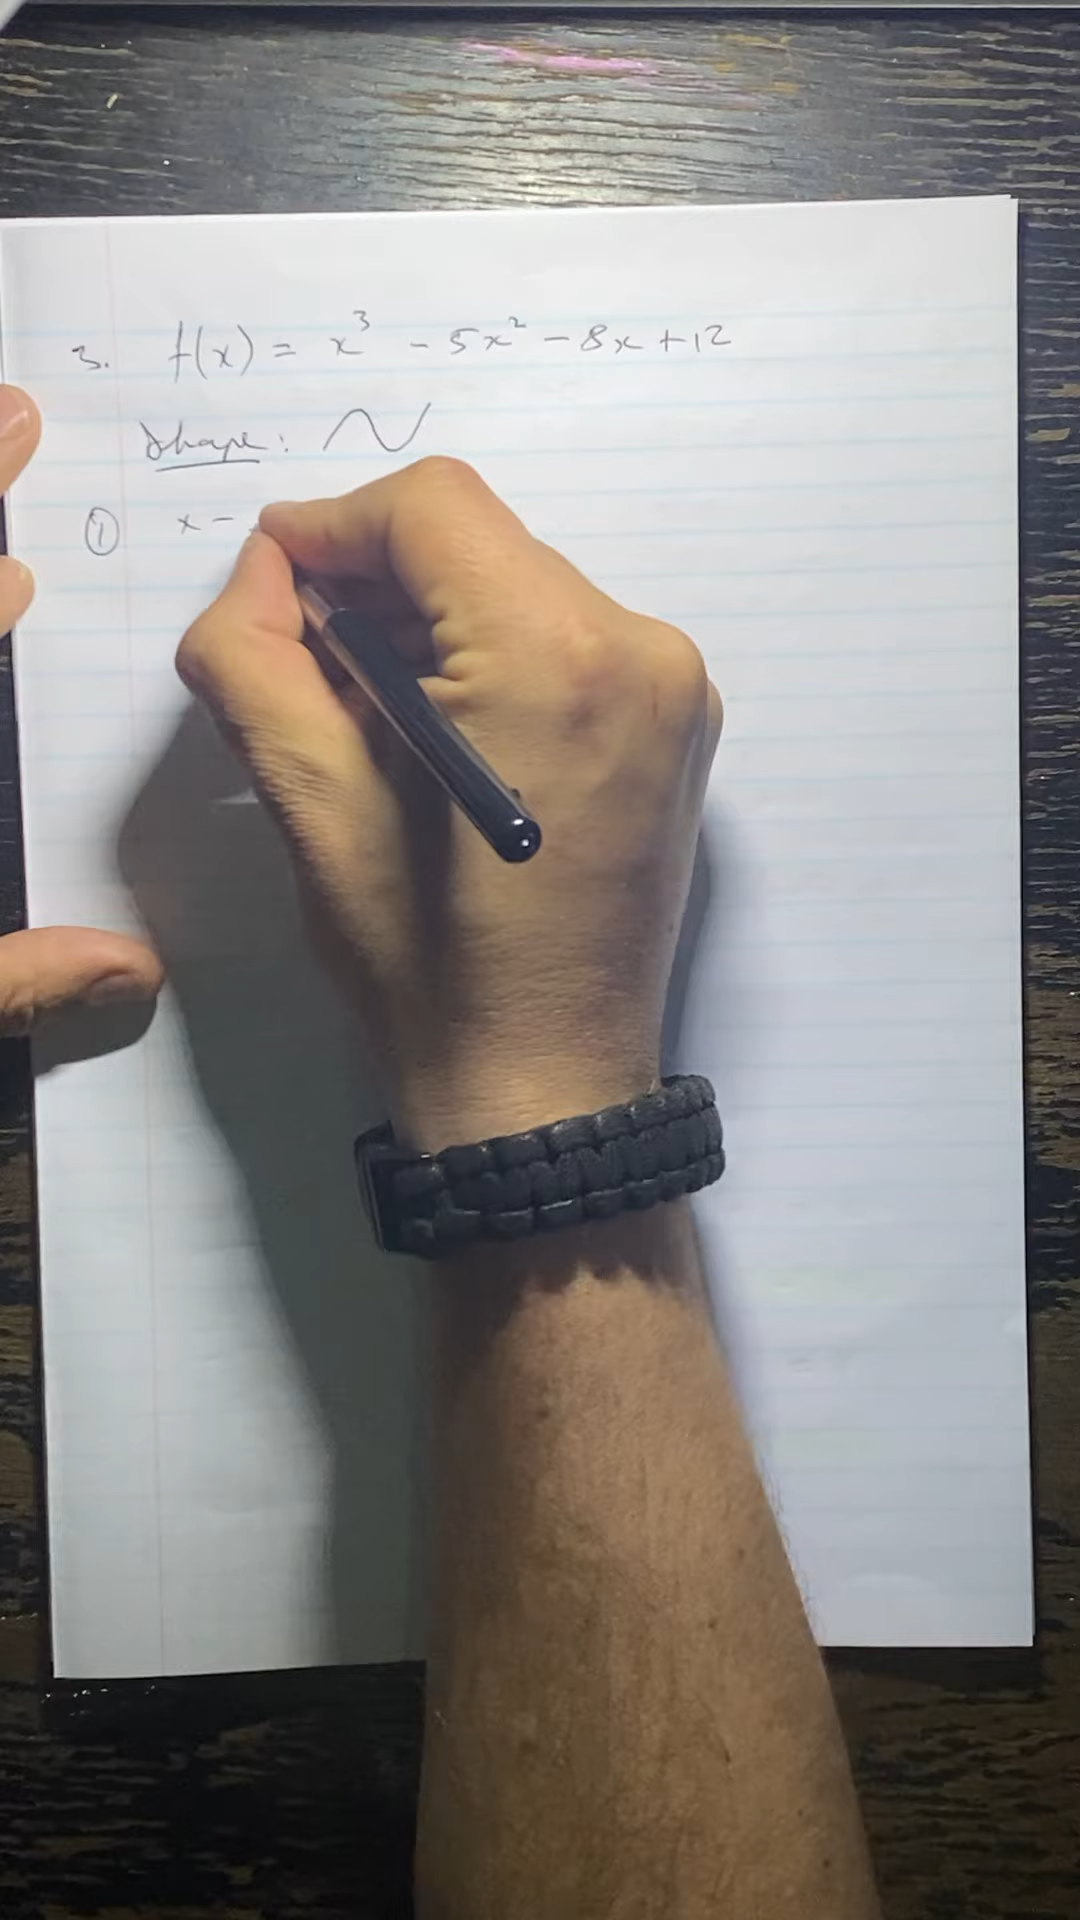 3. f(x) = x³ - 5x² - 8x + 12
Shape:
① x -